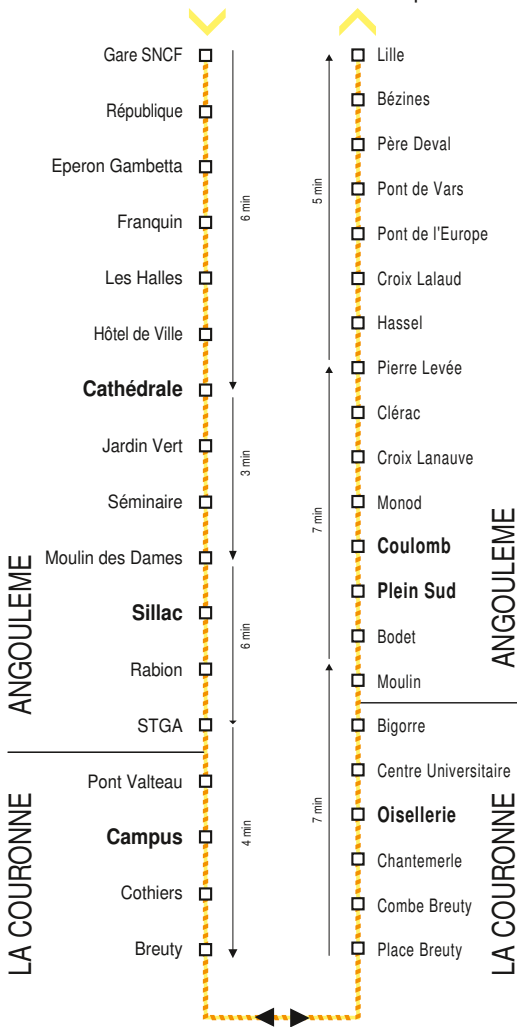 Gare SNCF
République
Eperon Gambetta
Franquin
Les Halles
Hôtel de Ville
Cathédrale
Jardin Vert
Séminaire
Moulin des Dames
Sillac
Rabion
STGA
Pont Valteau
Campus
Cothiers
Breuty
6 min
3 min
6 min
4 min
ANGOULEME
LA COURONNE
Lille
Bézines
Père Deval
Pont de Vars
Pont de l'Europe
Croix Lalaud
Hassel
Pierre Levée
Clérac
Croix Lanauve
Monod
Coulomb
Plein Sud
Bodet
Moulin
Bigorre
Centre Universitaire
Oisellerie
Chantemerle
Combe Breuty
Place Breuty
5 min
7 min
7 min
ANGOULEME
LA COURONNE